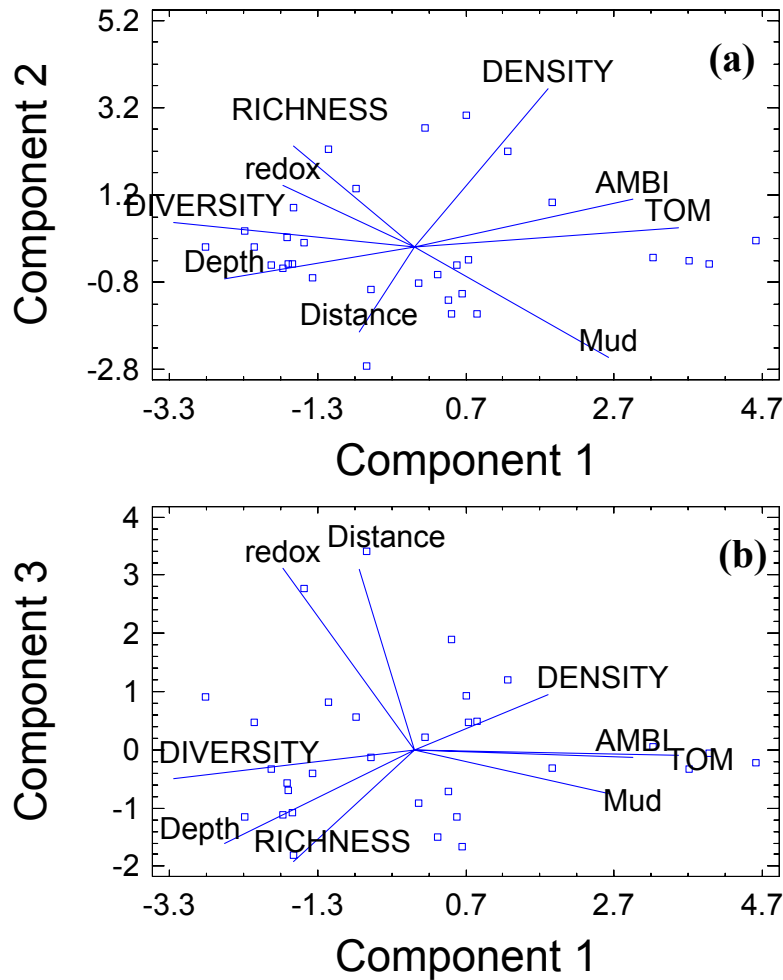 5.2
(a)
DENSITY
3.2
RICHNESS
redox
AMBI
1.2
DIVERSITY
TOM
Depth
-0.8
Distance
Mud
-2.8
-3.3 -1.3 0.7 2.7 4.7
Component 1
Component 2
4
Distance
redox
(b)
3
2
DENSITY
1
AMBI
DIVERSITY
0
TOM
Mud
-1
Depth
RICHNESS
-2
-3.3 -1.3 0.7 2.7 4.7
Component 1
Component 3